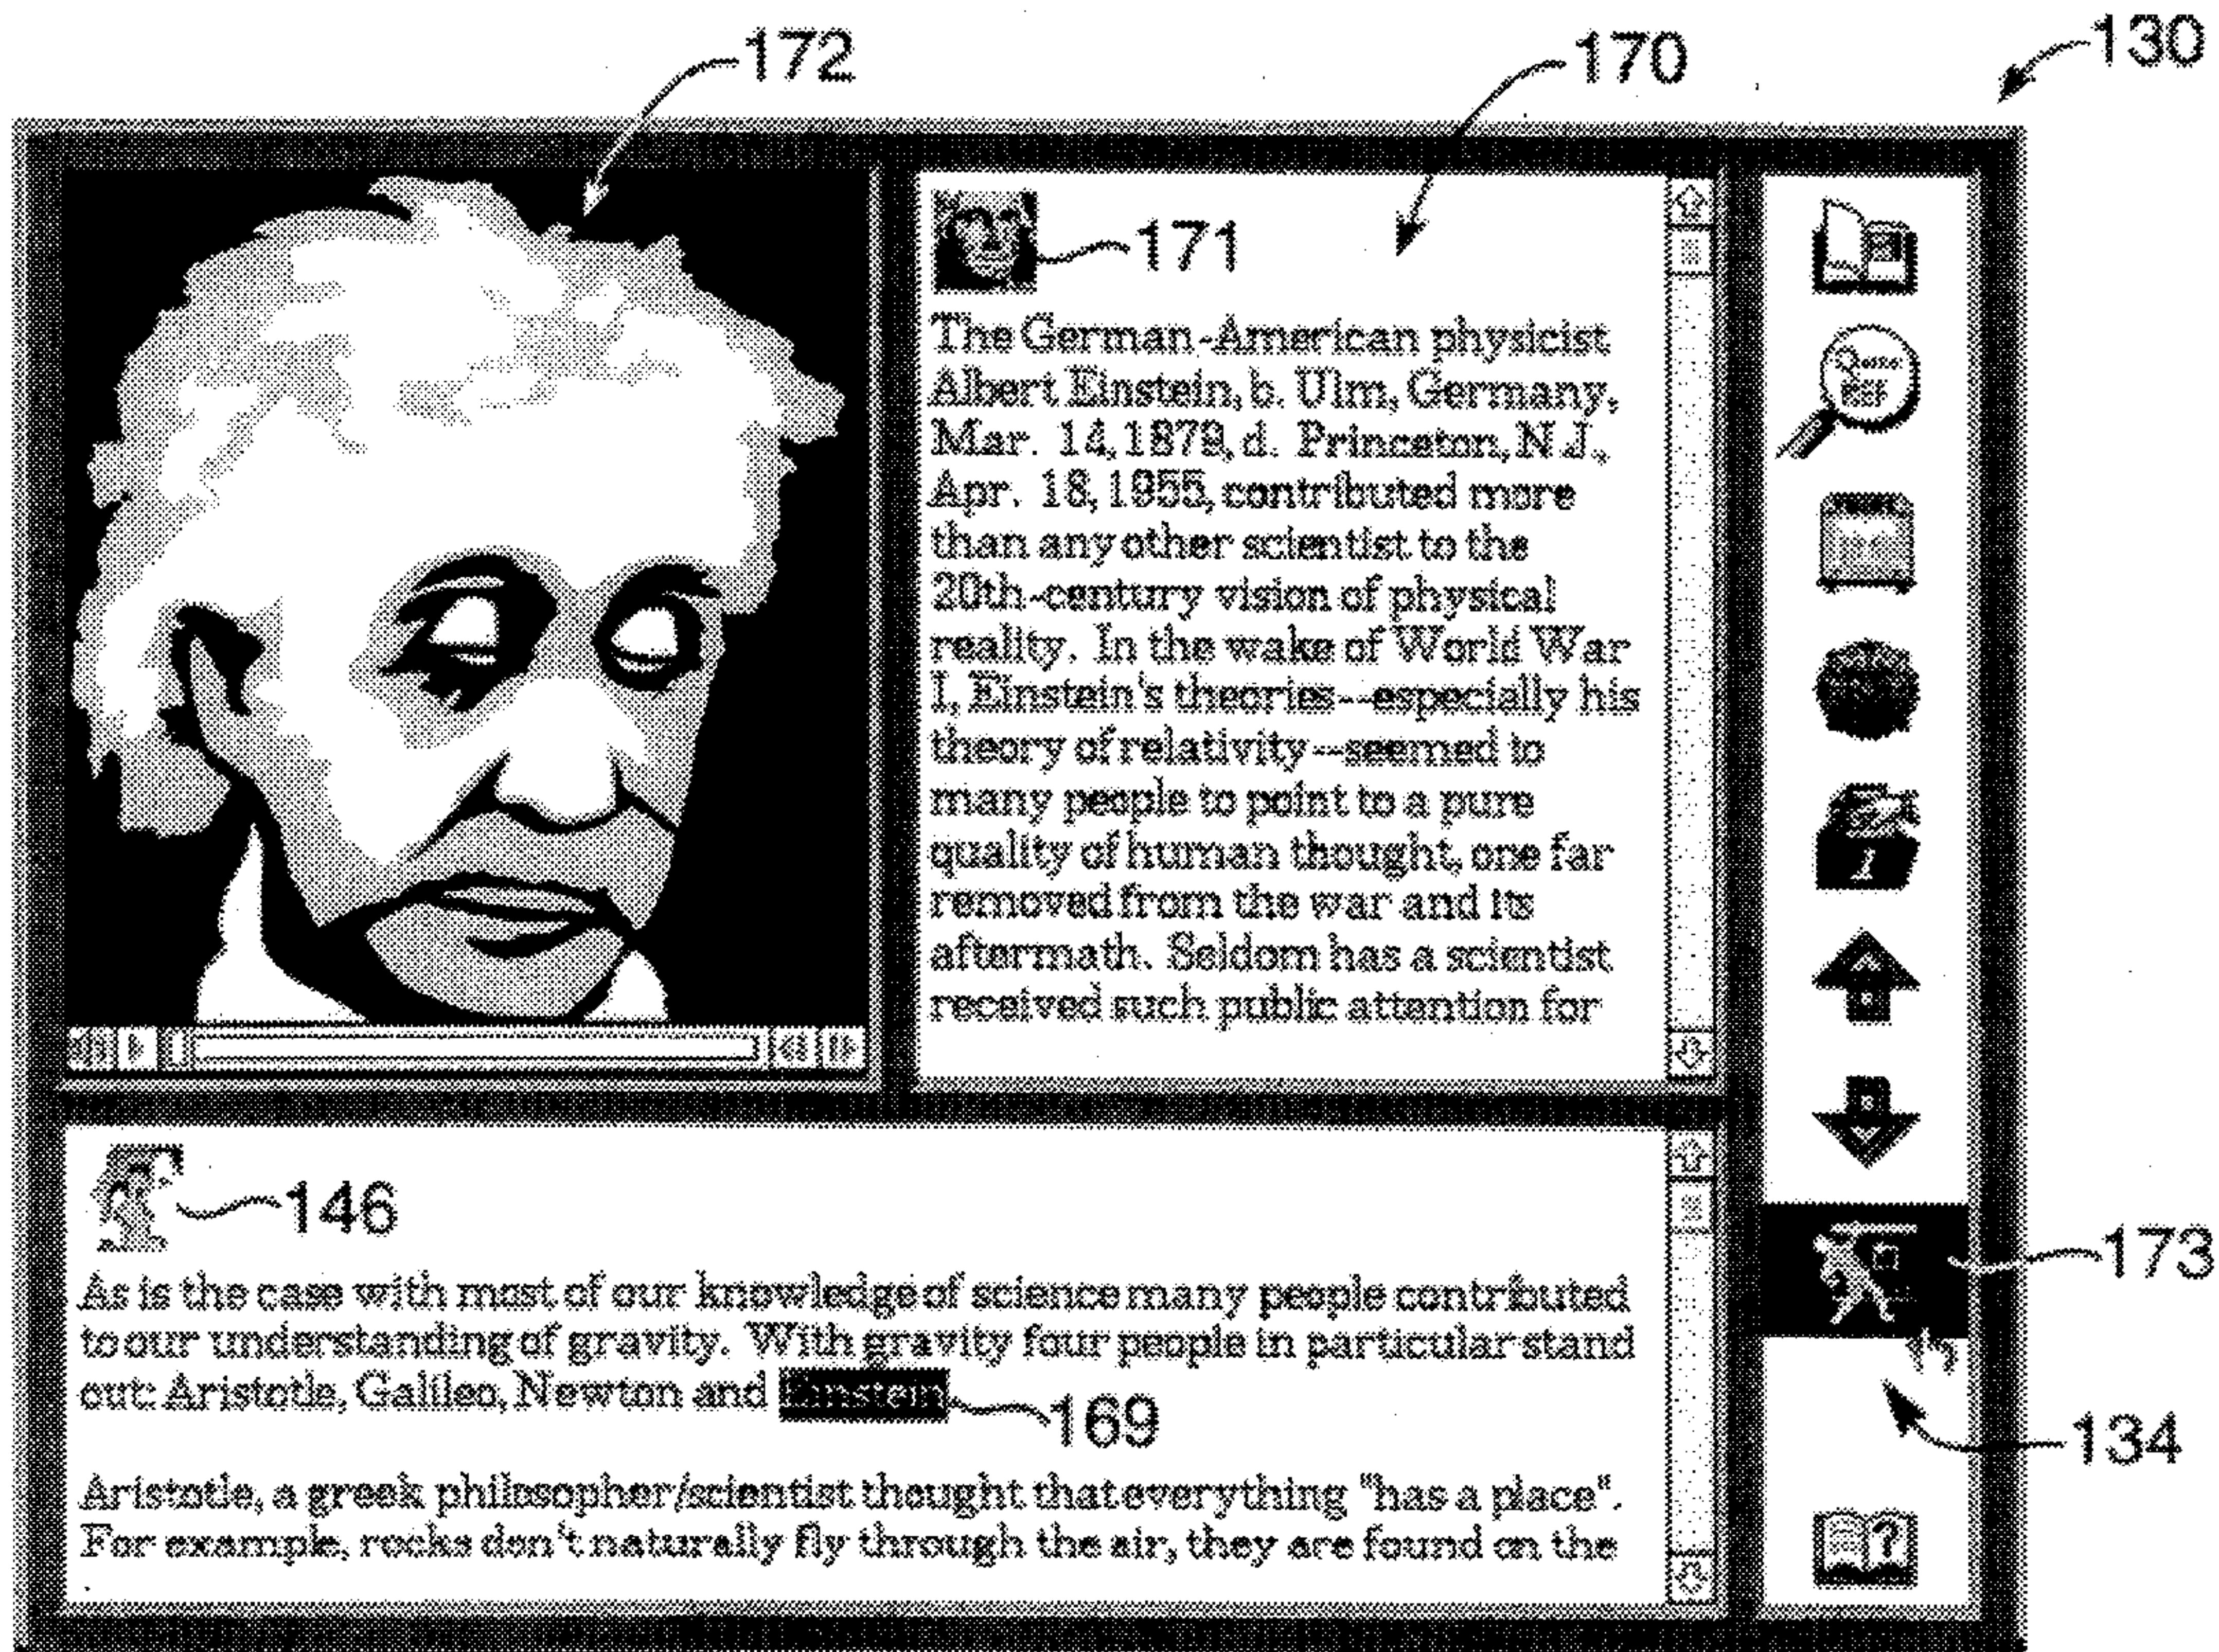 172
170
130
171
The German-American physicist
Albert Einstein, b. Ulm, Germany,
Mar. 14, 1879, d. Princeton, N.J.,
Apr. 18, 1955, contributed more
than any other scientist to the
20th-century vision of physical
reality. In the wake of World War
I, Einstein's theories--especially his
theory of relativity--seemed to
many people to point to a pure
quality of human thought, one far
removed from the war and its
aftermath. Seldom has a scientist
received such public attention for
146
As is the case with most of our knowledge of science many people contributed
to our understanding of gravity. With gravity four people in particular stand
out: Aristotle, Galileo, Newton and Einstein
169
Aristotle, a greek philosopher/scientist thought that everything "has a place".
For example, rocks don't naturally fly through the air, they are found on the
REF
1
173
134
?